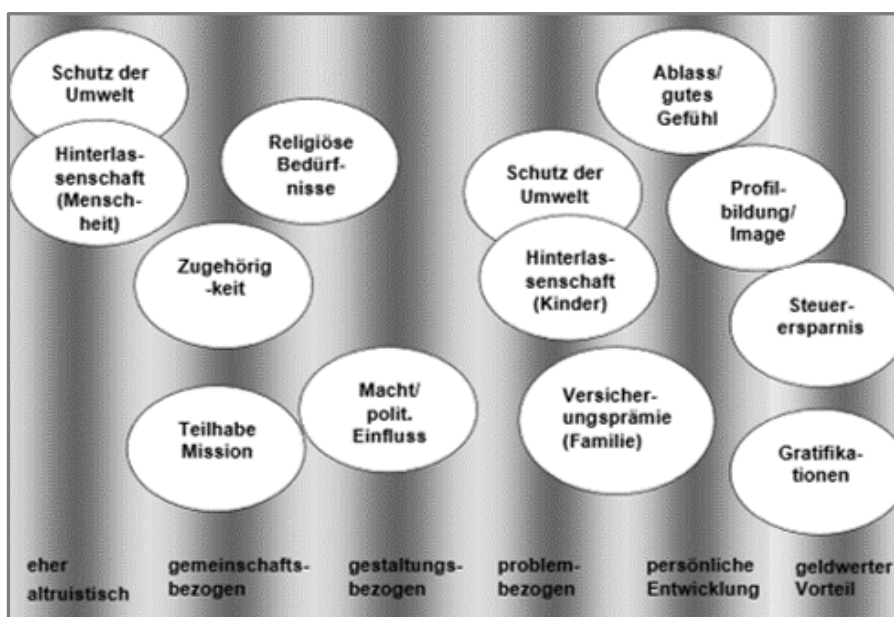 Schutz der
Umwelt
Hinterlas-
senschaft
(Mensch-
heit)
Religiöse
Bedürf-
nisse
Zugehörig
-keit
Teilhabe
Mission
Macht/
polit.
Einfluss
Schutz der
Umwelt
Hinterlas-
senschaft
(Kinder)
Versicher-
ungsprämie
(Familie)
Ablass/
gutes
Gefühl
Profil-
bildung/
Image
Steuer-
ersparnis
Gratifika-
tionen
eher
altruistisch
gemeinschafts-
bezogen
gestaltungs-
bezogen
problem-
bezogen
persönliche
Entwicklung
geldwerter
Vorteil